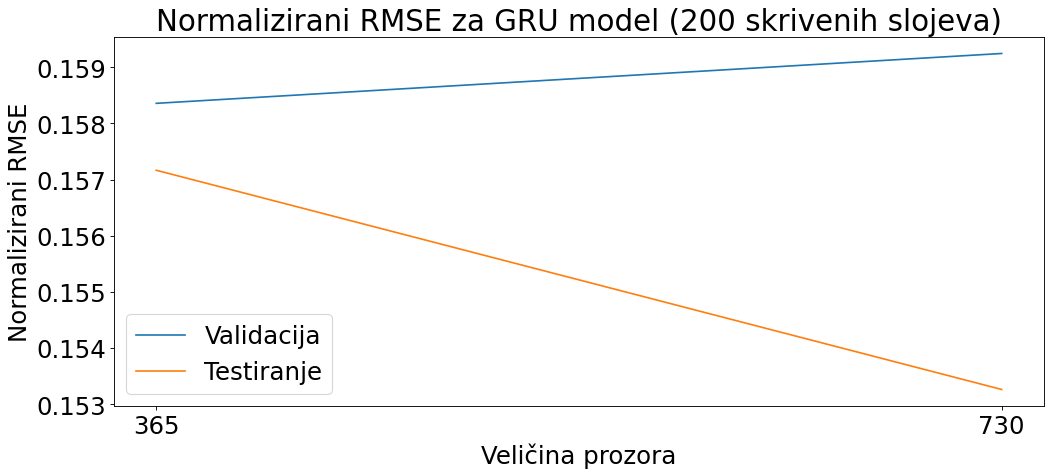 Normalizirani RMSE za GRU model (200 skrivenih slojeva)
Normalizirani RMSE
0.159
0.158
0.157
0.156
0.155
0.154
0.153
Validacija
Testiranje
365
730
Veličina prozora